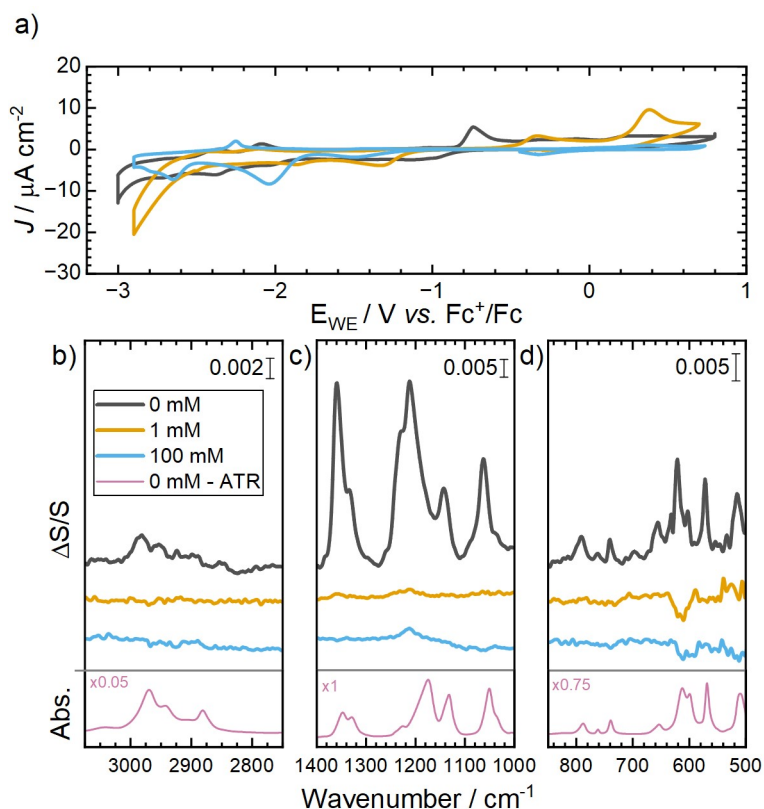 a)
20
10
0
−10
−20
−30
J / µA cm⁻²
−3 −2 −1 0 1
E_WE / V vs. Fc⁺/Fc
b) c) d)
0.002 0.005 0.005
0 mM
1 mM
100 mM
0 mM - ATR
ΔS/S
Abs.
x0.05 x1 x0.75
3000 2900 2800 1400 1300 1200 1100 1000 800 700 600 500
Wavenumber / cm⁻¹